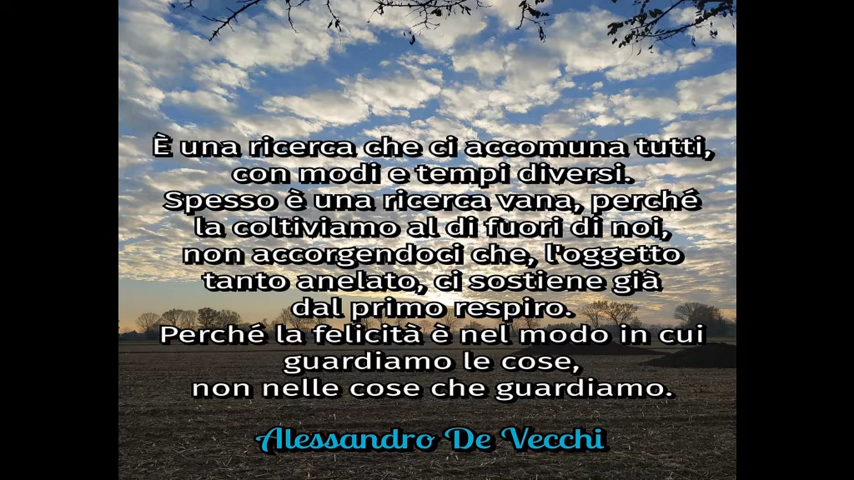 È una ricerca che ci accomuna tutti,
con modi e tempi diversi.
Spesso è una ricerca vana, perché
la coltiviamo al di fuori di noi,
non accorgendoci che, l'oggetto
tanto anelato, ci sostiene già
dal primo respiro.
Perché la felicità è nel modo in cui
guardiamo le cose,
non nelle cose che guardiamo.
Alessandro De Vecchi